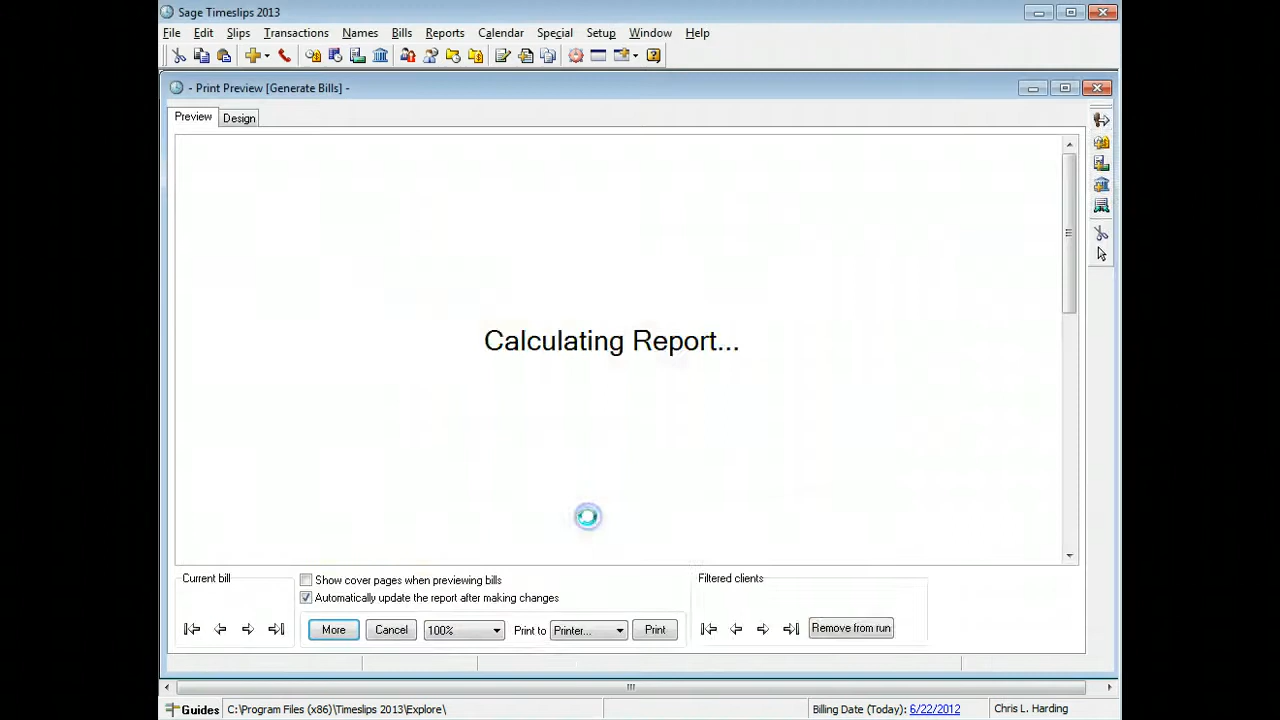 Sage Timeslips 2013
File Edit Slips Transactions Names Bills Reports Calendar Special Setup Window Help
- Print Preview [Generate Bills] -
Preview Design
Calculating Report...
Current bill
Show cover pages when previewing bills
Automatically update the report after making changes
More Cancel 100% Print to Printer... Print
Filtered clients
Remove from run
Guides C:\Program Files (x86)\Timeslips 2013\Explore\ Billing Date (Today): 6/22/2012 Chris L. Harding